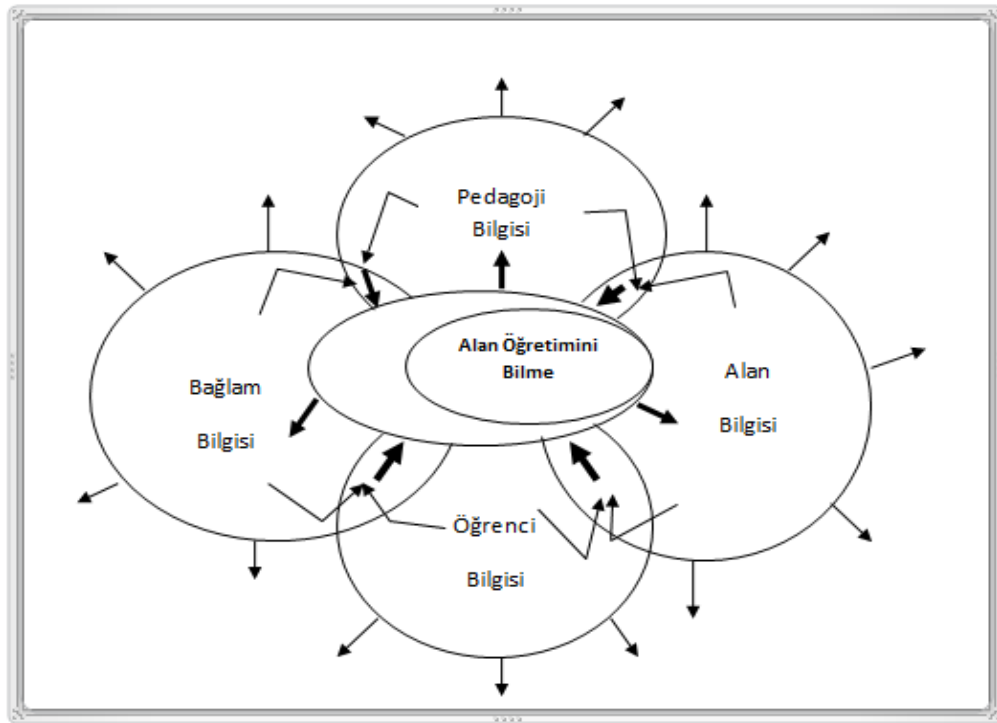 Pedagoji
Bilgisi
Alan Öğretimini
Bilme
Bağlam
Bilgisi
Alan
Bilgisi
Öğrenci
Bilgisi